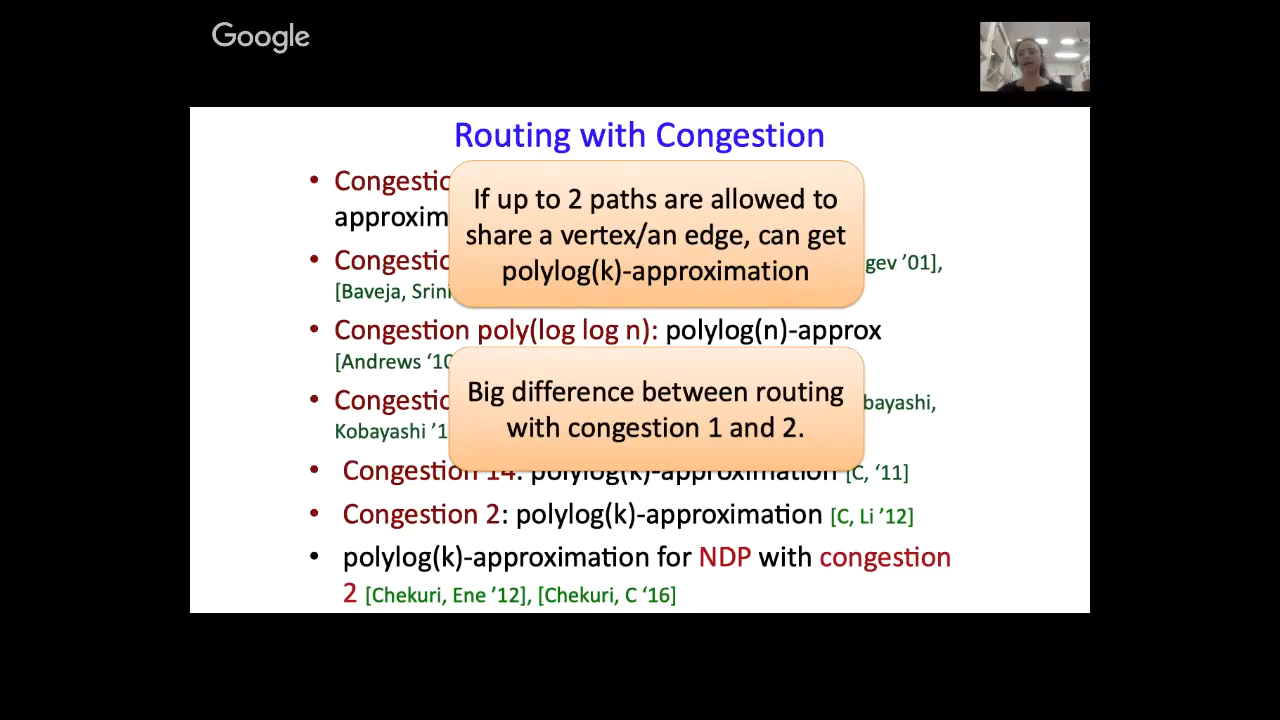 Google
Routing with Congestion
• Congestio
approxim
If up to 2 paths are allowed to
share a vertex/an edge, can get
polylog(k)-approximation
• Congestio
gev ’01],
[Baveja, Srin
• Congestion poly(log log n): polylog(n)-approx
[Andrews ‘10
Big difference between routing
with congestion 1 and 2.
• Congestio
bayashi,
Kobayashi ’1
• Congestion 14: polylog(k)-approximation [C, ‘11]
• Congestion 2: polylog(k)-approximation [C, Li ’12]
• polylog(k)-approximation for NDP with congestion
2 [Chekuri, Ene ’12], [Chekuri, C ‘16]